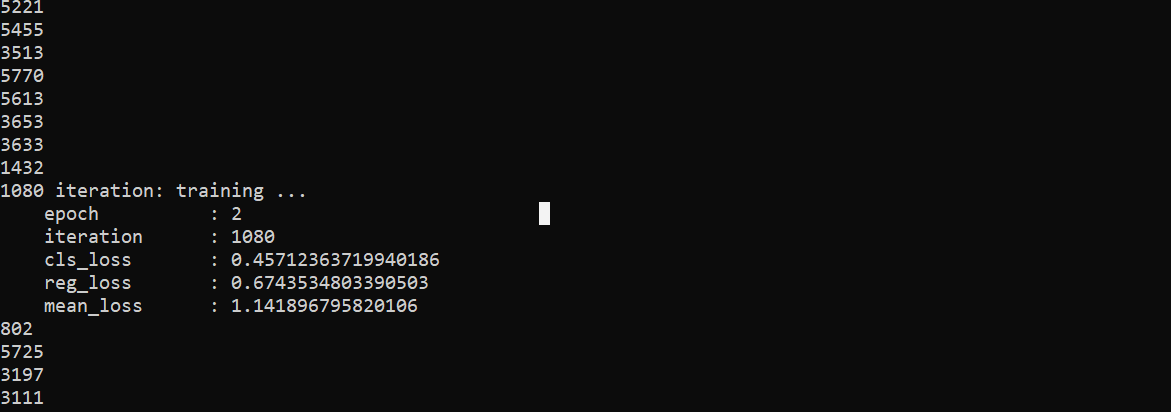 5221
5455
3513
5770
5613
3653
3633
1432
1080 iteration: training ...
epoch : 2
iteration : 1080
cls_loss : 0.45712363719940186
reg_loss : 0.6743534803390503
mean_loss : 1.141896795820106
802
5725
3197
3111